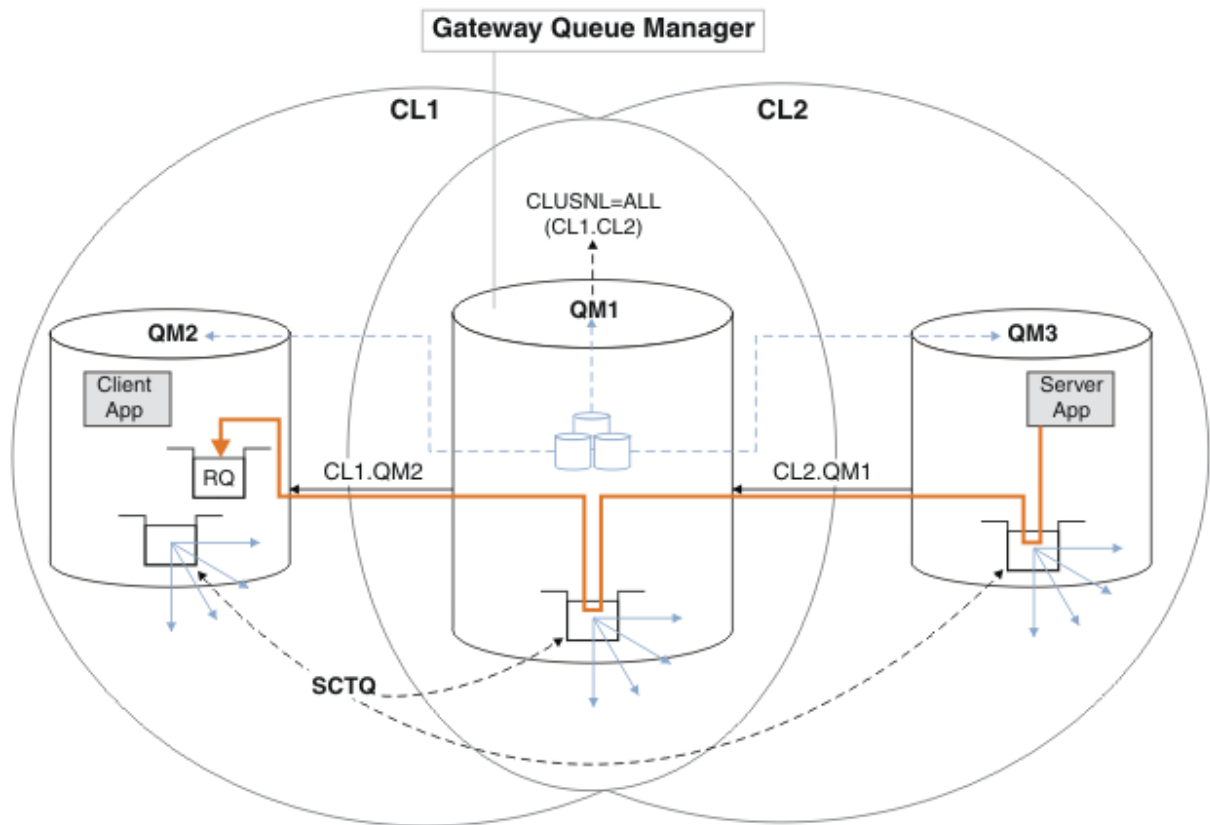 Gateway Queue Manager
CL1
CL2
CLUSNL=ALL
(CL1.CL2)
QM2
QM1
QM3
Client
App
Server
App
RQ
CL1.QM2
CL2.QM1
SCTQ